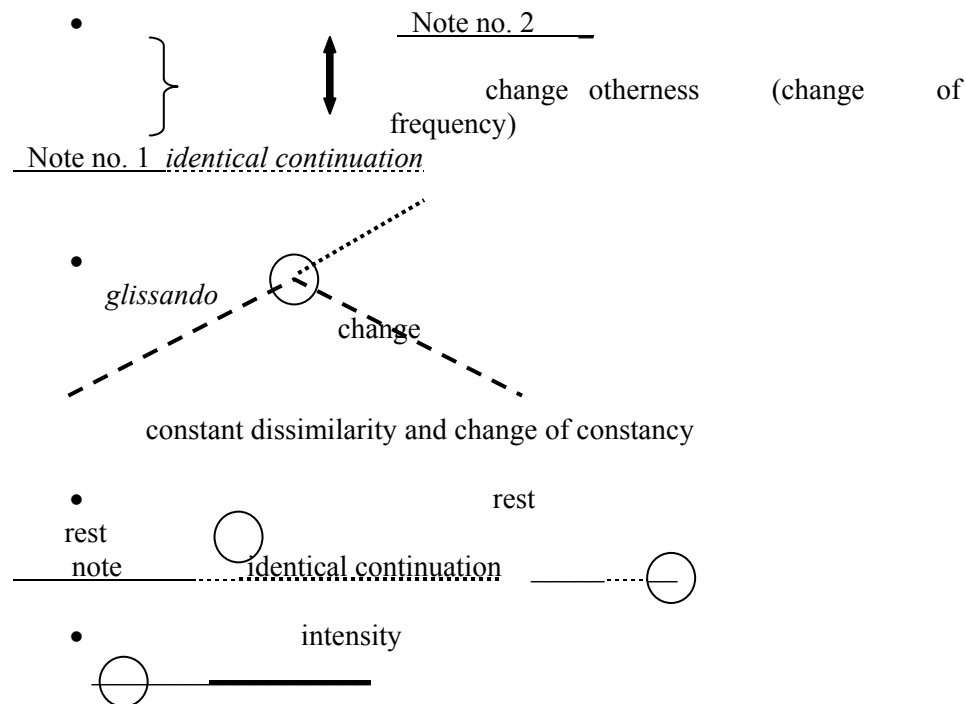 • Note no. 2
change otherness (change of
frequency)
Note no. 1 identical continuation
•
glissando
change
constant dissimilarity and change of constancy
• rest
rest
note identical continuation
• intensity